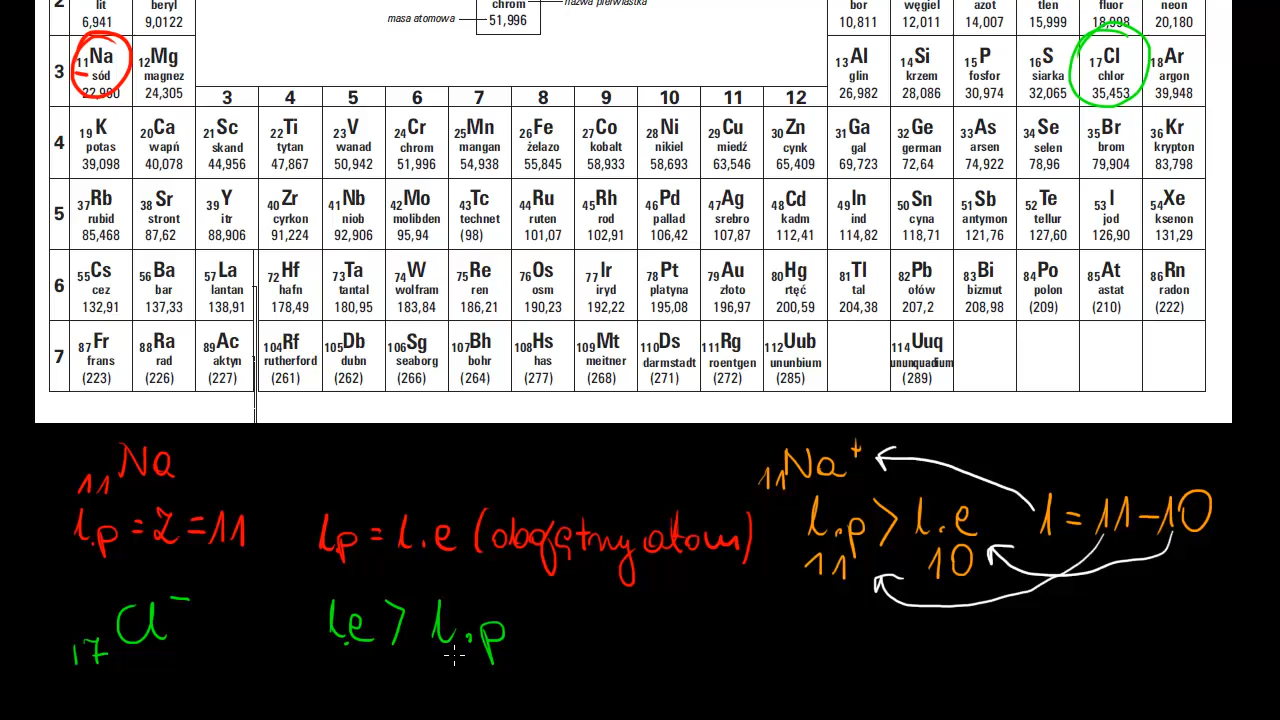 2 lit beryl chrom nazwa pierwiastka bor węgiel azot tlen fluor neon
6,941 9,0122 masa atomowa 51,996 10,811 12,011 14,007 15,999 18,998 20,180
3 11Na 12Mg 13Al 14Si 15P 16S 17Cl 18Ar
sód magnez glin krzem fosfor siarka chlor argon
22,990 24,305 26,982 28,086 30,974 32,065 35,453 39,948
3 4 5 6 7 8 9 10 11 12
4 19K 20Ca 21Sc 22Ti 23V 24Cr 25Mn 26Fe 27Co 28Ni 29Cu 30Zn 31Ga 32Ge 33As 34Se 35Br 36Kr
potas wapń skand tytan wanad chrom mangan żelazo kobalt nikiel miedź cynk gal german arsen selen brom krypton
39,098 40,078 44,956 47,867 50,942 51,996 54,938 55,845 58,933 58,693 63,546 65,409 69,723 72,64 74,922 78,96 79,904 83,798
5 37Rb 38Sr 39Y 40Zr 41Nb 42Mo 43Tc 44Ru 45Rh 46Pd 47Ag 48Cd 49In 50Sn 51Sb 52Te 53I 54Xe
rubid stront itr cyrkon niob molibden technet ruten rod pallad srebro kadm ind cyna antymon tellur jod ksenon
85,468 87,62 88,906 91,224 92,906 95,94 (98) 101,07 102,91 106,42 107,87 112,41 114,82 118,71 121,76 127,60 126,90 131,29
6 55Cs 56Ba 57La 72Hf 73Ta 74W 75Re 76Os 77Ir 78Pt 79Au 80Hg 81Tl 82Pb 83Bi 84Po 85At 86Rn
cez bar lantan hafn tantal wolfram ren osm iryd platyna złoto rtęć tal ołów bizmut polon astat radon
132,91 137,33 138,91 178,49 180,95 183,84 186,21 190,23 192,22 195,08 196,97 200,59 204,38 207,2 208,98 (209) (210) (222)
7 87Fr 88Ra 89Ac 104Rf 105Db 106Sg 107Bh 108Hs 109Mt 110Ds 111Rg 112Uub 114Uuq
frans rad aktyn rutherford dubn seaborg bohr has meitner darmstadt roentgen ununbium ununquadium
(223) (226) (227) (261) (262) (266) (264) (277) (268) (271) (272) (285) (289)
11Na 11Na+
l.p = Z = 11 l.p = l.e (obojętny atom) l.p > l.e 1 = 11 - 10
11 10
17Cl- l.e > l.p